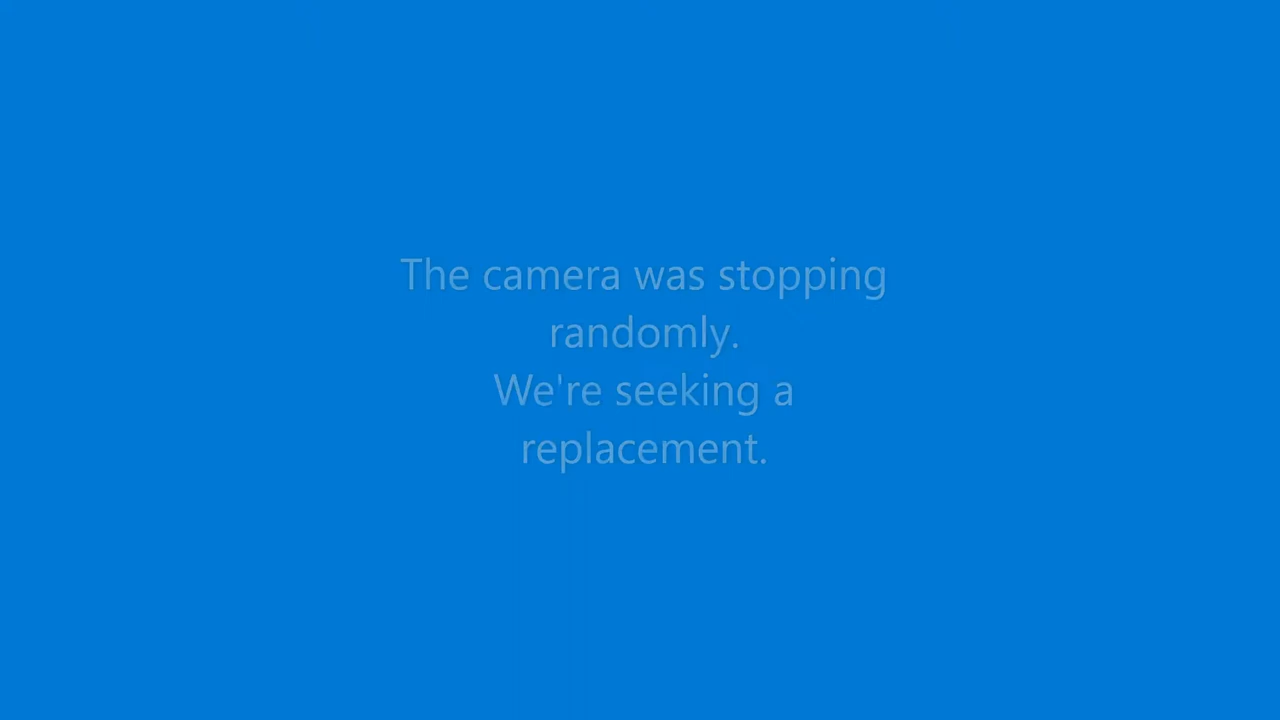 The camera was stopping
randomly.
We're seeking a
replacement.